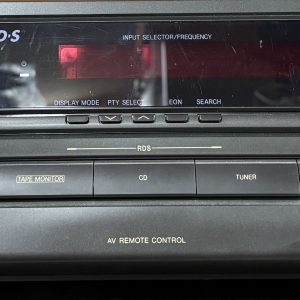 D·S
INPUT SELECTOR/FREQUENCY
DISPLAY MODE PTY SELECT EON SEARCH
RDS
TAPE MONITOR CD TUNER
AV REMOTE CONTROL